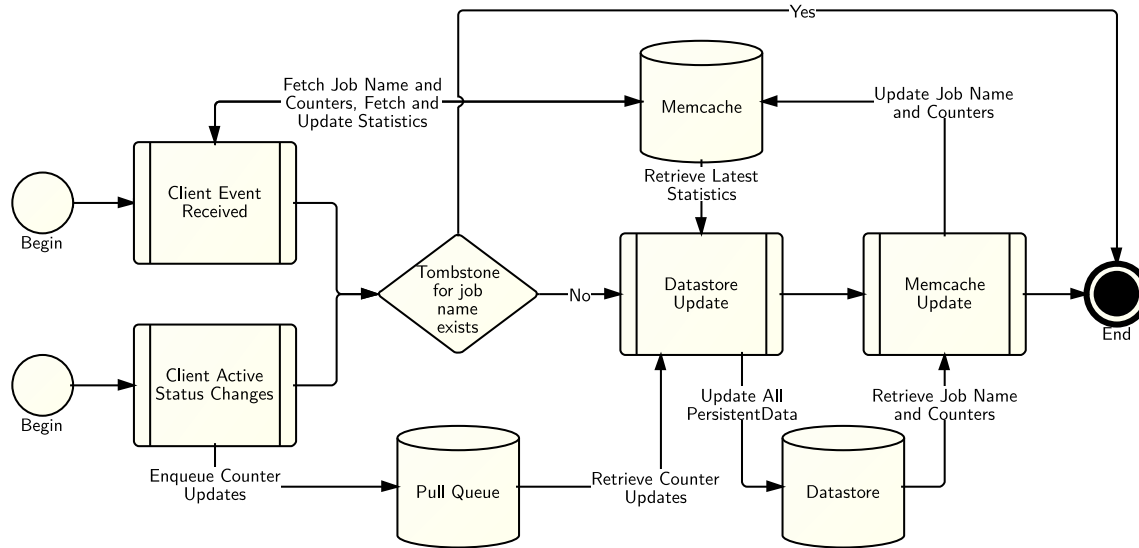 Yes
Fetch Job Name and
Counters, Fetch and
Update Statistics
Memcache
Update Job Name
and Counters
Client Event
Received
Retrieve Latest
Statistics
Begin
Tombstone
for job
name
exists
No
Datastore
Update
Memcache
Update
End
Client Active
Status Changes
Begin
Update All
PersistentData
Retrieve Job Name
and Counters
Enqueue Counter
Updates
Pull Queue
Retrieve Counter
Updates
Datastore